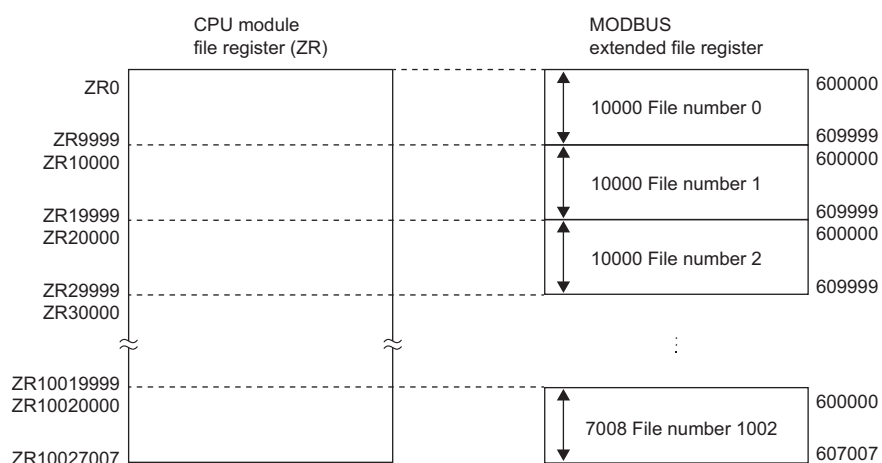 CPU module
file register (ZR)
MODBUS
extended file register
ZR0
600000
10000 File number 0
ZR9999
609999
ZR10000
600000
10000 File number 1
ZR19999
609999
ZR20000
600000
10000 File number 2
ZR29999
609999
ZR30000
ZR10019999
ZR10020000
600000
7008 File number 1002
ZR10027007
607007